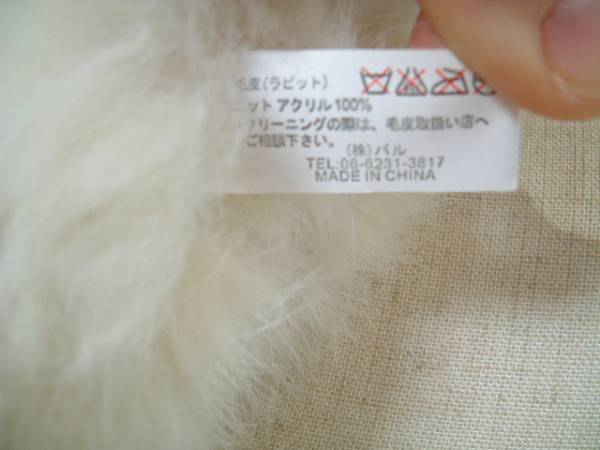 毛皮(ラビット)
ニット アクリル100%
クリーニングの際は、毛皮取扱い店へ
ご相談下さい。
(株)パル
TEL:06-6231-3817
MADE IN CHINA